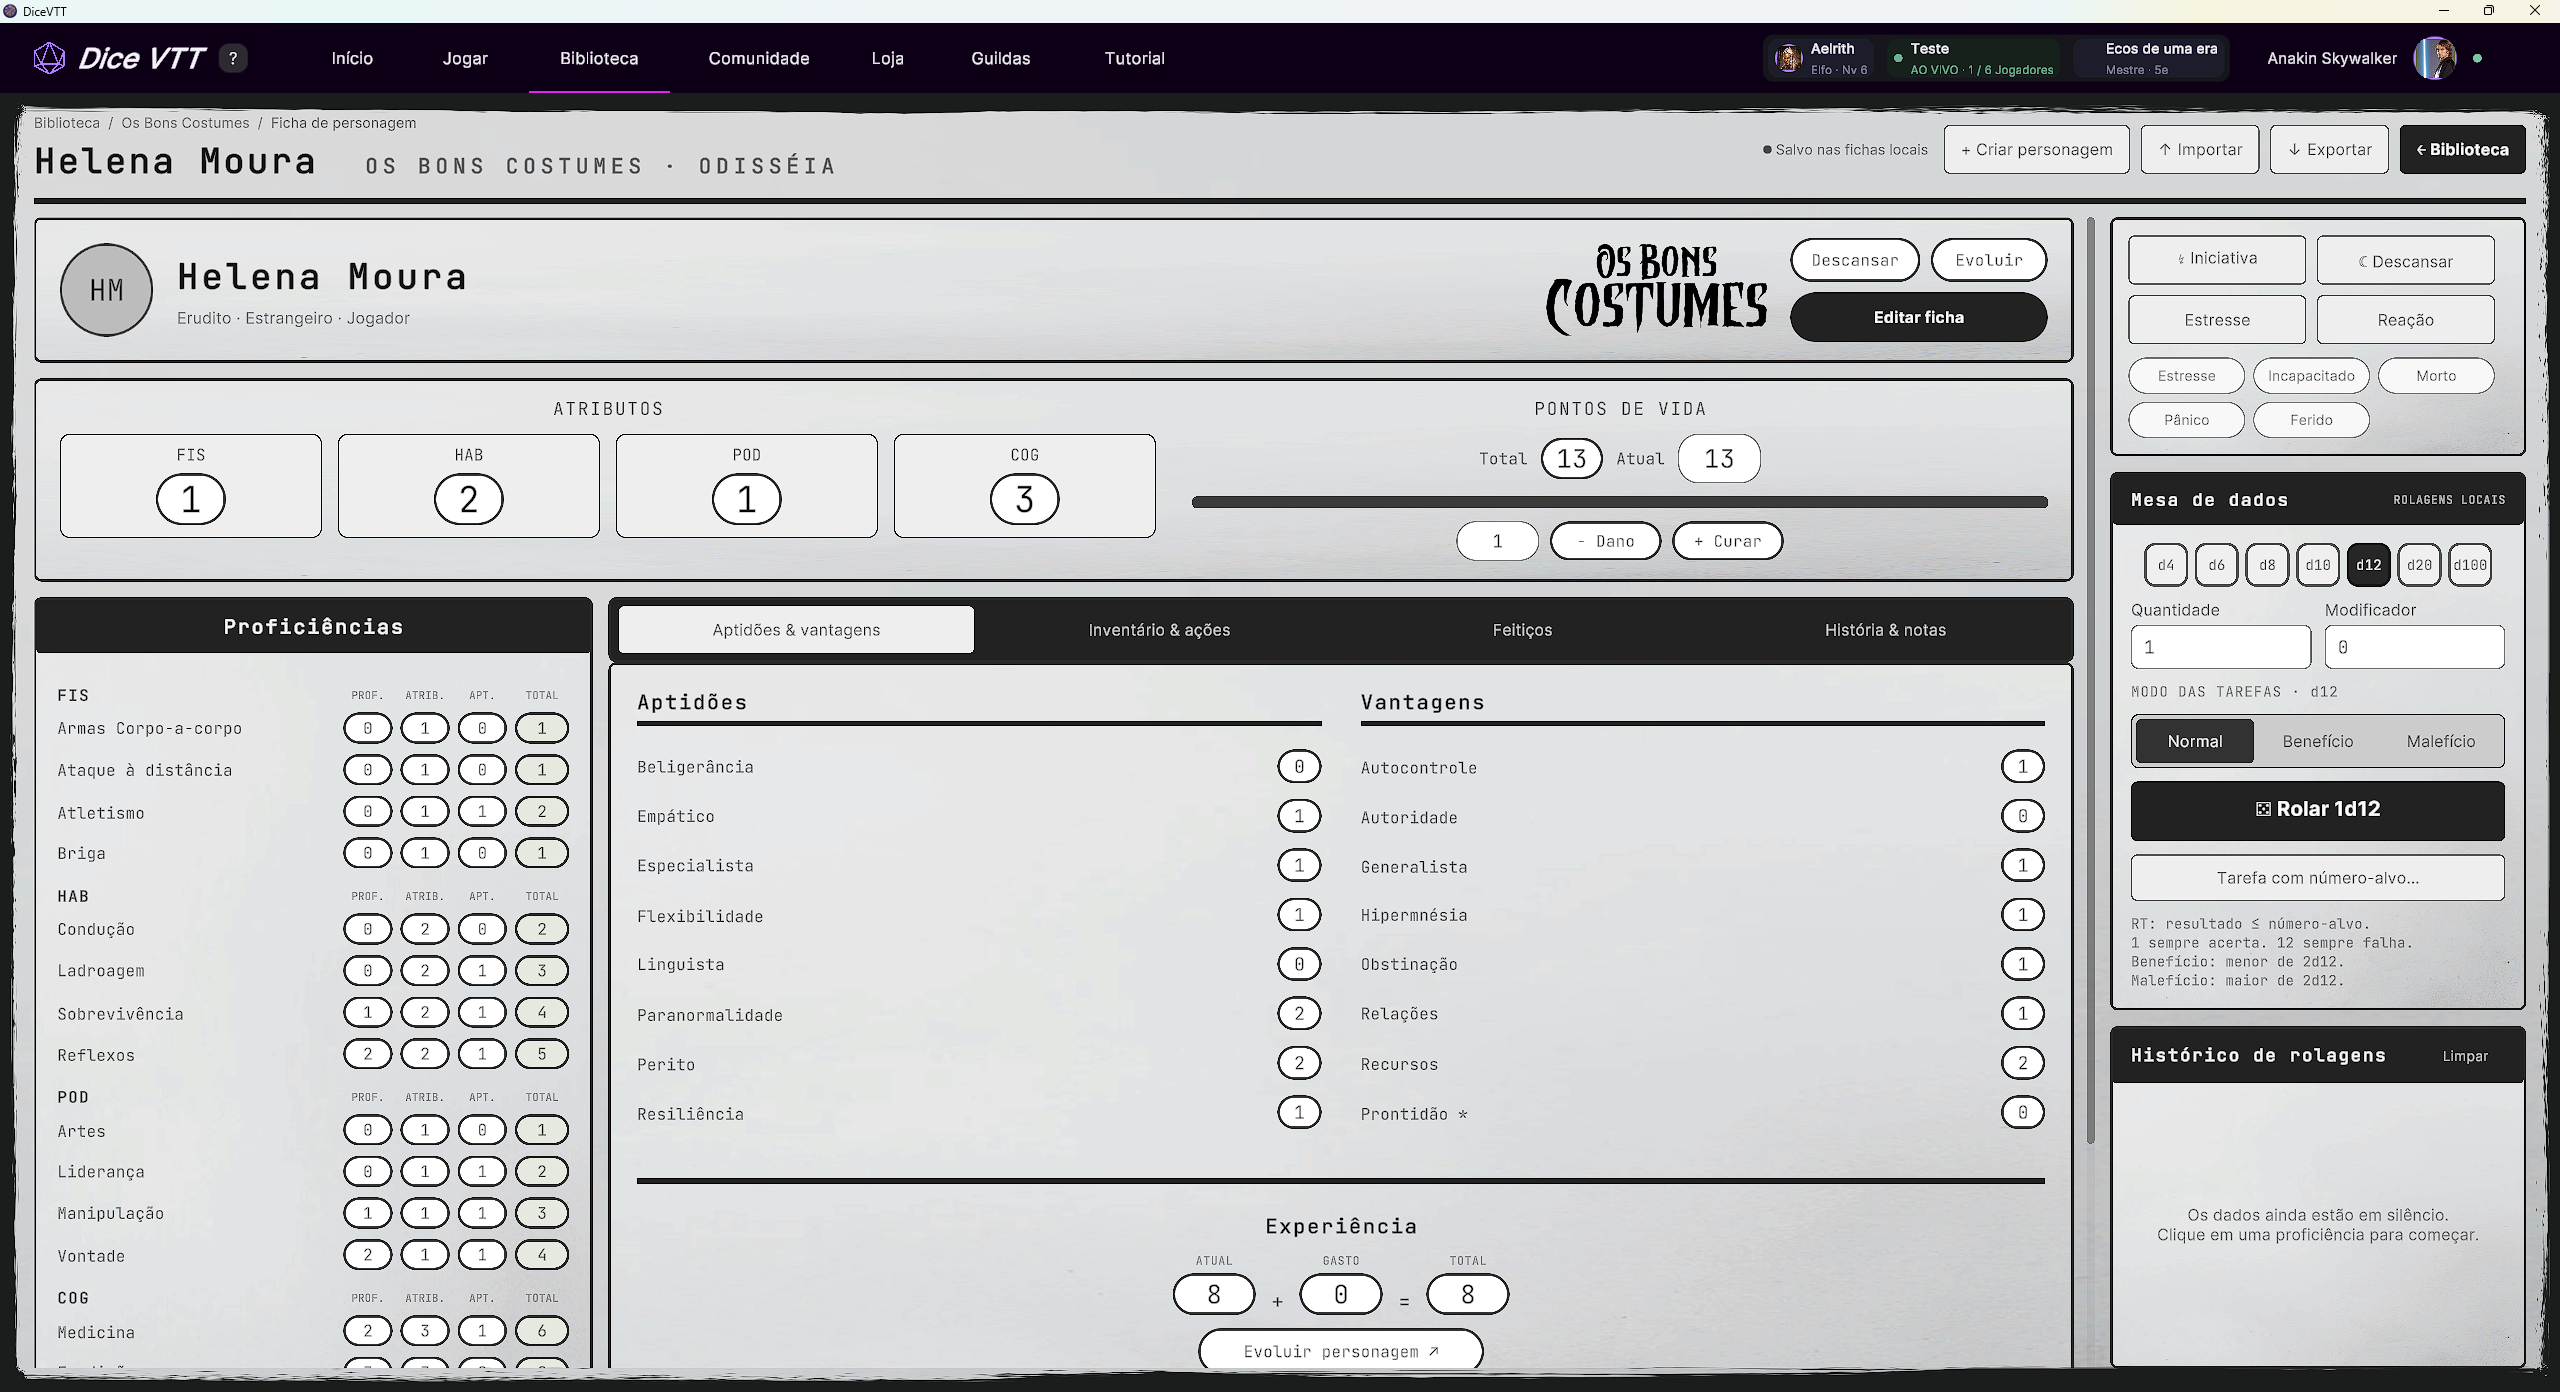 DiceVTT
Dice VTT ?
Início
Jogar
Biblioteca
Comunidade
Loja
Guildas
Tutorial
Aelrith
Elfo · Nv 6
Teste
AO VIVO · 1 / 6 Jogadores
Ecos de uma era
Mestre · 5e
Anakin Skywalker
Biblioteca / Os Bons Costumes / Ficha de personagem
Helena Moura OS BONS COSTUMES · ODISSÉIA
Salvo nas fichas locais
+ Criar personagem
↑ Importar
↓ Exportar
← Biblioteca
HM
Helena Moura
Erudito · Estrangeiro · Jogador
Os Bons
Costumes
Descansar
Evoluir
Editar ficha
ATRIBUTOS
FIS
1
HAB
2
POD
1
COG
3
PONTOS DE VIDA
Total 13 Atual 13
1
- Dano
+ Curar
Proficiências
FIS PROF. ATRIB. APT. TOTAL
Armas Corpo-a-corpo 0 1 0 1
Ataque à distância 0 1 0 1
Atletismo 0 1 1 2
Briga 0 1 0 1
HAB PROF. ATRIB. APT. TOTAL
Condução 0 2 0 2
Ladroagem 0 2 1 3
Sobrevivência 1 2 1 4
Reflexos 2 2 1 5
POD PROF. ATRIB. APT. TOTAL
Artes 0 1 0 1
Liderança 0 1 1 2
Manipulação 1 1 1 3
Vontade 2 1 1 4
COG PROF. ATRIB. APT. TOTAL
Medicina 2 3 1 6
Aptidões & vantagens
Inventário & ações
Feitiços
História & notas
Aptidões
Beligerância 0
Empático 1
Especialista 1
Flexibilidade 1
Linguista 0
Paranormalidade 2
Perito 2
Resiliência 1
Vantagens
Autocontrole 1
Autoridade 0
Generalista 1
Hipermnésia 1
Obstinação 1
Relações 1
Recursos 2
Prontidão * 0
Experiência
ATUAL GASTO TOTAL
8 + 0 = 8
Evoluir personagem ↗
Iniciativa
☾ Descansar
Estresse
Reação
Estresse
Incapacitado
Morto
Pânico
Ferido
Mesa de dados ROLAGENS LOCAIS
d4 d6 d8 d10 d12 d20 d100
Quantidade Modificador
1 0
MODO DAS TAREFAS · d12
Normal Benefício Malefício
Rolar 1d12
Tarefa com número-alvo...
RT: resultado ≤ número-alvo.
1 sempre acerta. 12 sempre falha.
Benefício: menor de 2d12.
Malefício: maior de 2d12.
Histórico de rolagens Limpar
Os dados ainda estão em silêncio.
Clique em uma proficiência para começar.